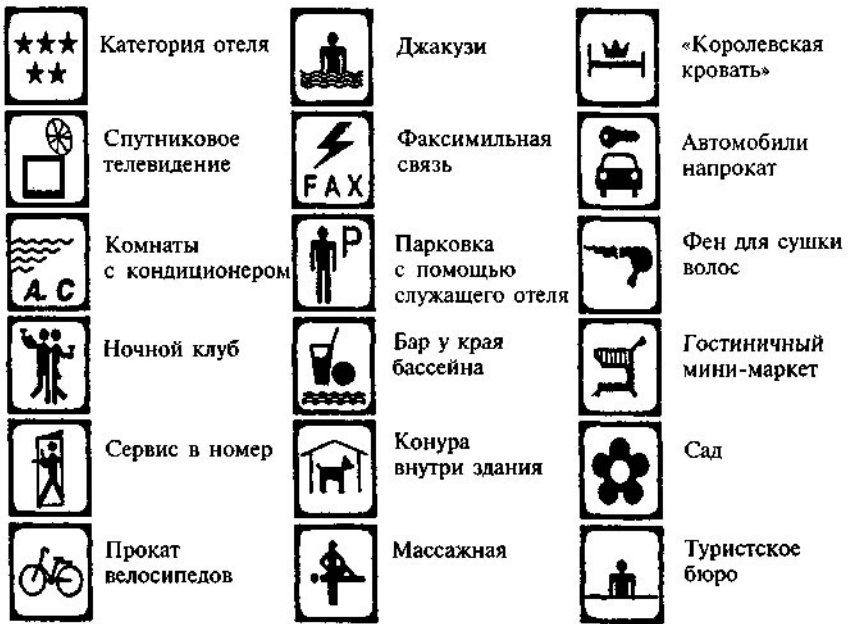 Категория отеля
Джакузи
«Королевская
кровать»
Спутниковое
телевидение
FAX
Факсимильная
связь
Автомобили
напрокат
A. C
Комнаты
с кондиционером
P
Парковка
с помощью
служащего отеля
Фен для сушки
волос
Ночной клуб
Бар у края
бассейна
Гостиничный
мини-маркет
Сервис в номер
Конура
внутри здания
Сад
Прокат
велосипедов
Массажная
Туристское
бюро